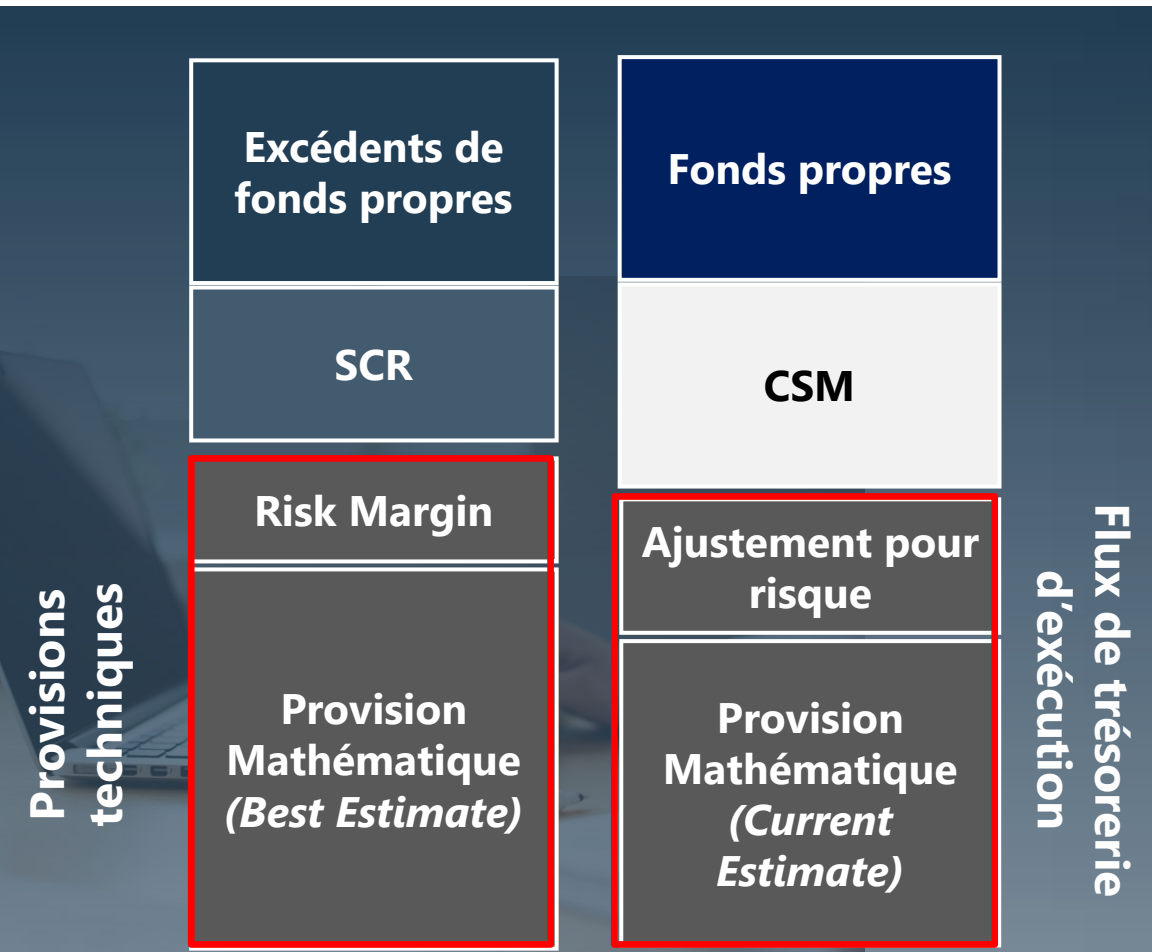 Excédents de
fonds propres
SCR
Risk Margin
Provision
Mathématique
(Best Estimate)
Provisions
techniques
Fonds propres
CSM
Ajustement pour
risque
Provision
Mathématique
(Current
Estimate)
Flux de trésorerie
d’exécution